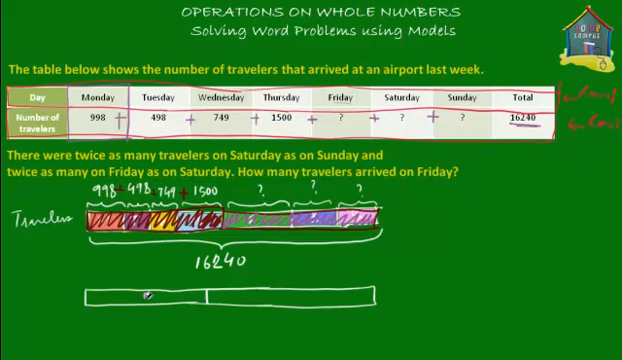 OPERATIONS ON WHOLE NUMBERS
Solving Word Problems using Models
HOME
CAMPUS
The table below shows the number of travelers that arrived at an airport last week.
Day Monday Tuesday Wednesday Thursday Friday Saturday Sunday Total
Number of travelers 998 + 498 + 749 + 1500 + ? + ? + ? 16240
There were twice as many travelers on Saturday as on Sunday and
twice as many on Friday as on Saturday. How many travelers arrived on Friday?
998 + 498 + 749 + 1500 ? ? ?
Travelers
16240